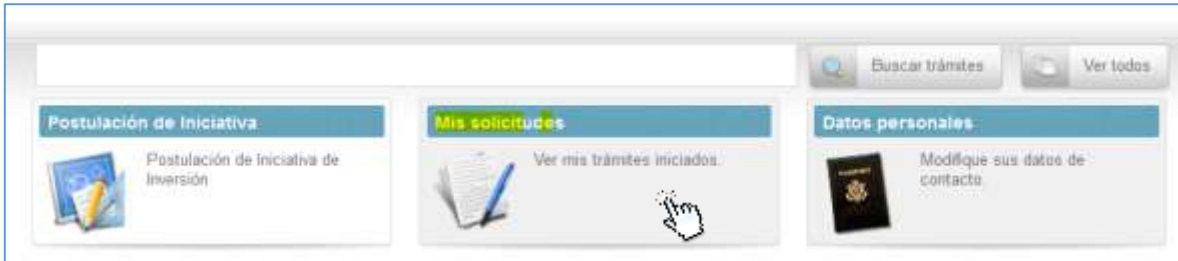 Buscar trámites
Ver todos
Postulación de Iniciativa
Postulación de Iniciativa de
Inversión
Mis solicitudes
Ver mis trámites iniciados.
Datos personales
Modifique sus datos de
contacto.